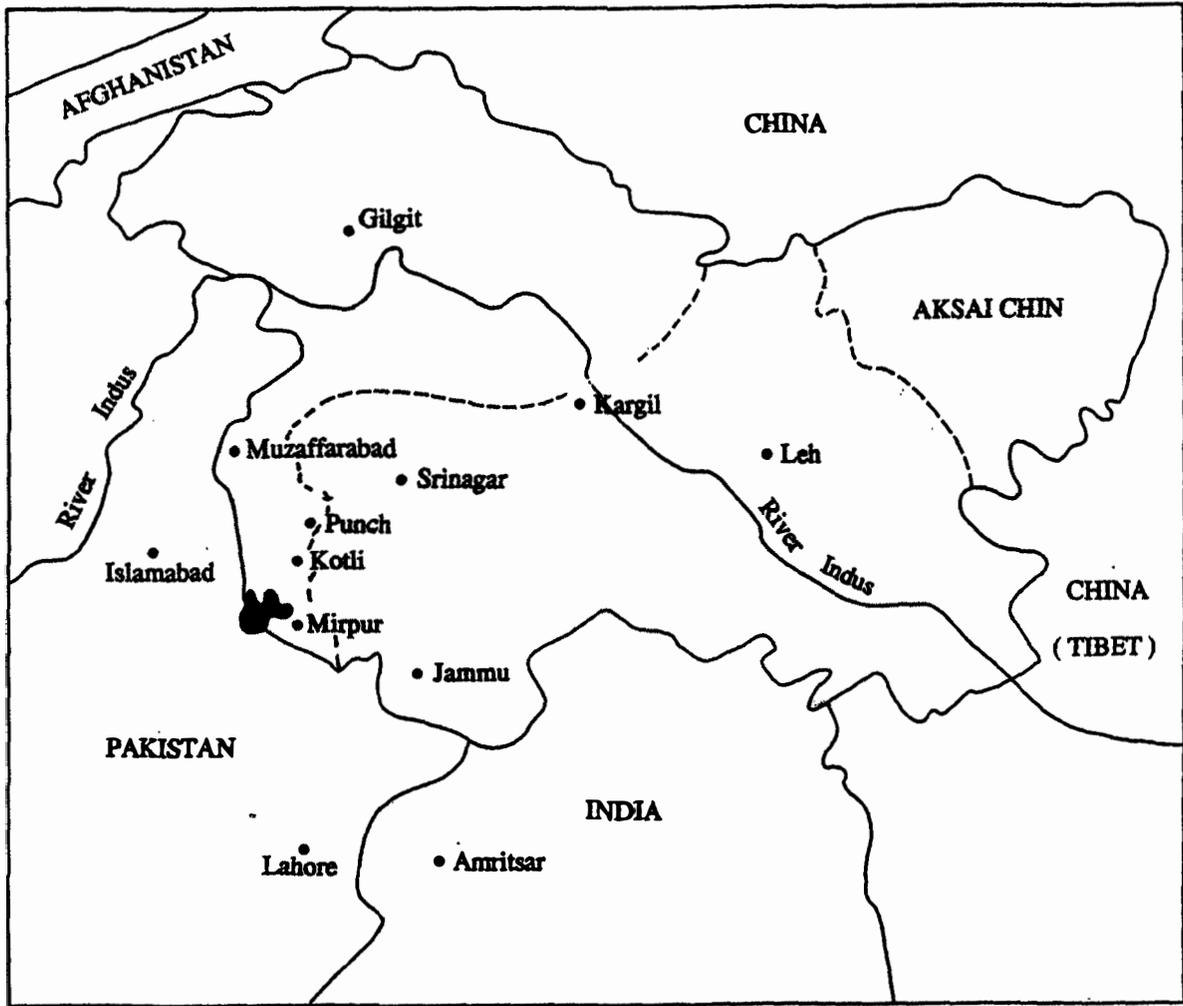 AFGHANISTAN
CHINA
Gilgit
AKSAI CHIN
River Indus
Kargil
Muzaffarabad
Leh
Srinagar
River Indus
Punch
Kotli
Islamabad
CHINA
( TIBET )
Mirpur
Jammu
PAKISTAN
INDIA
Lahore
Amritsar